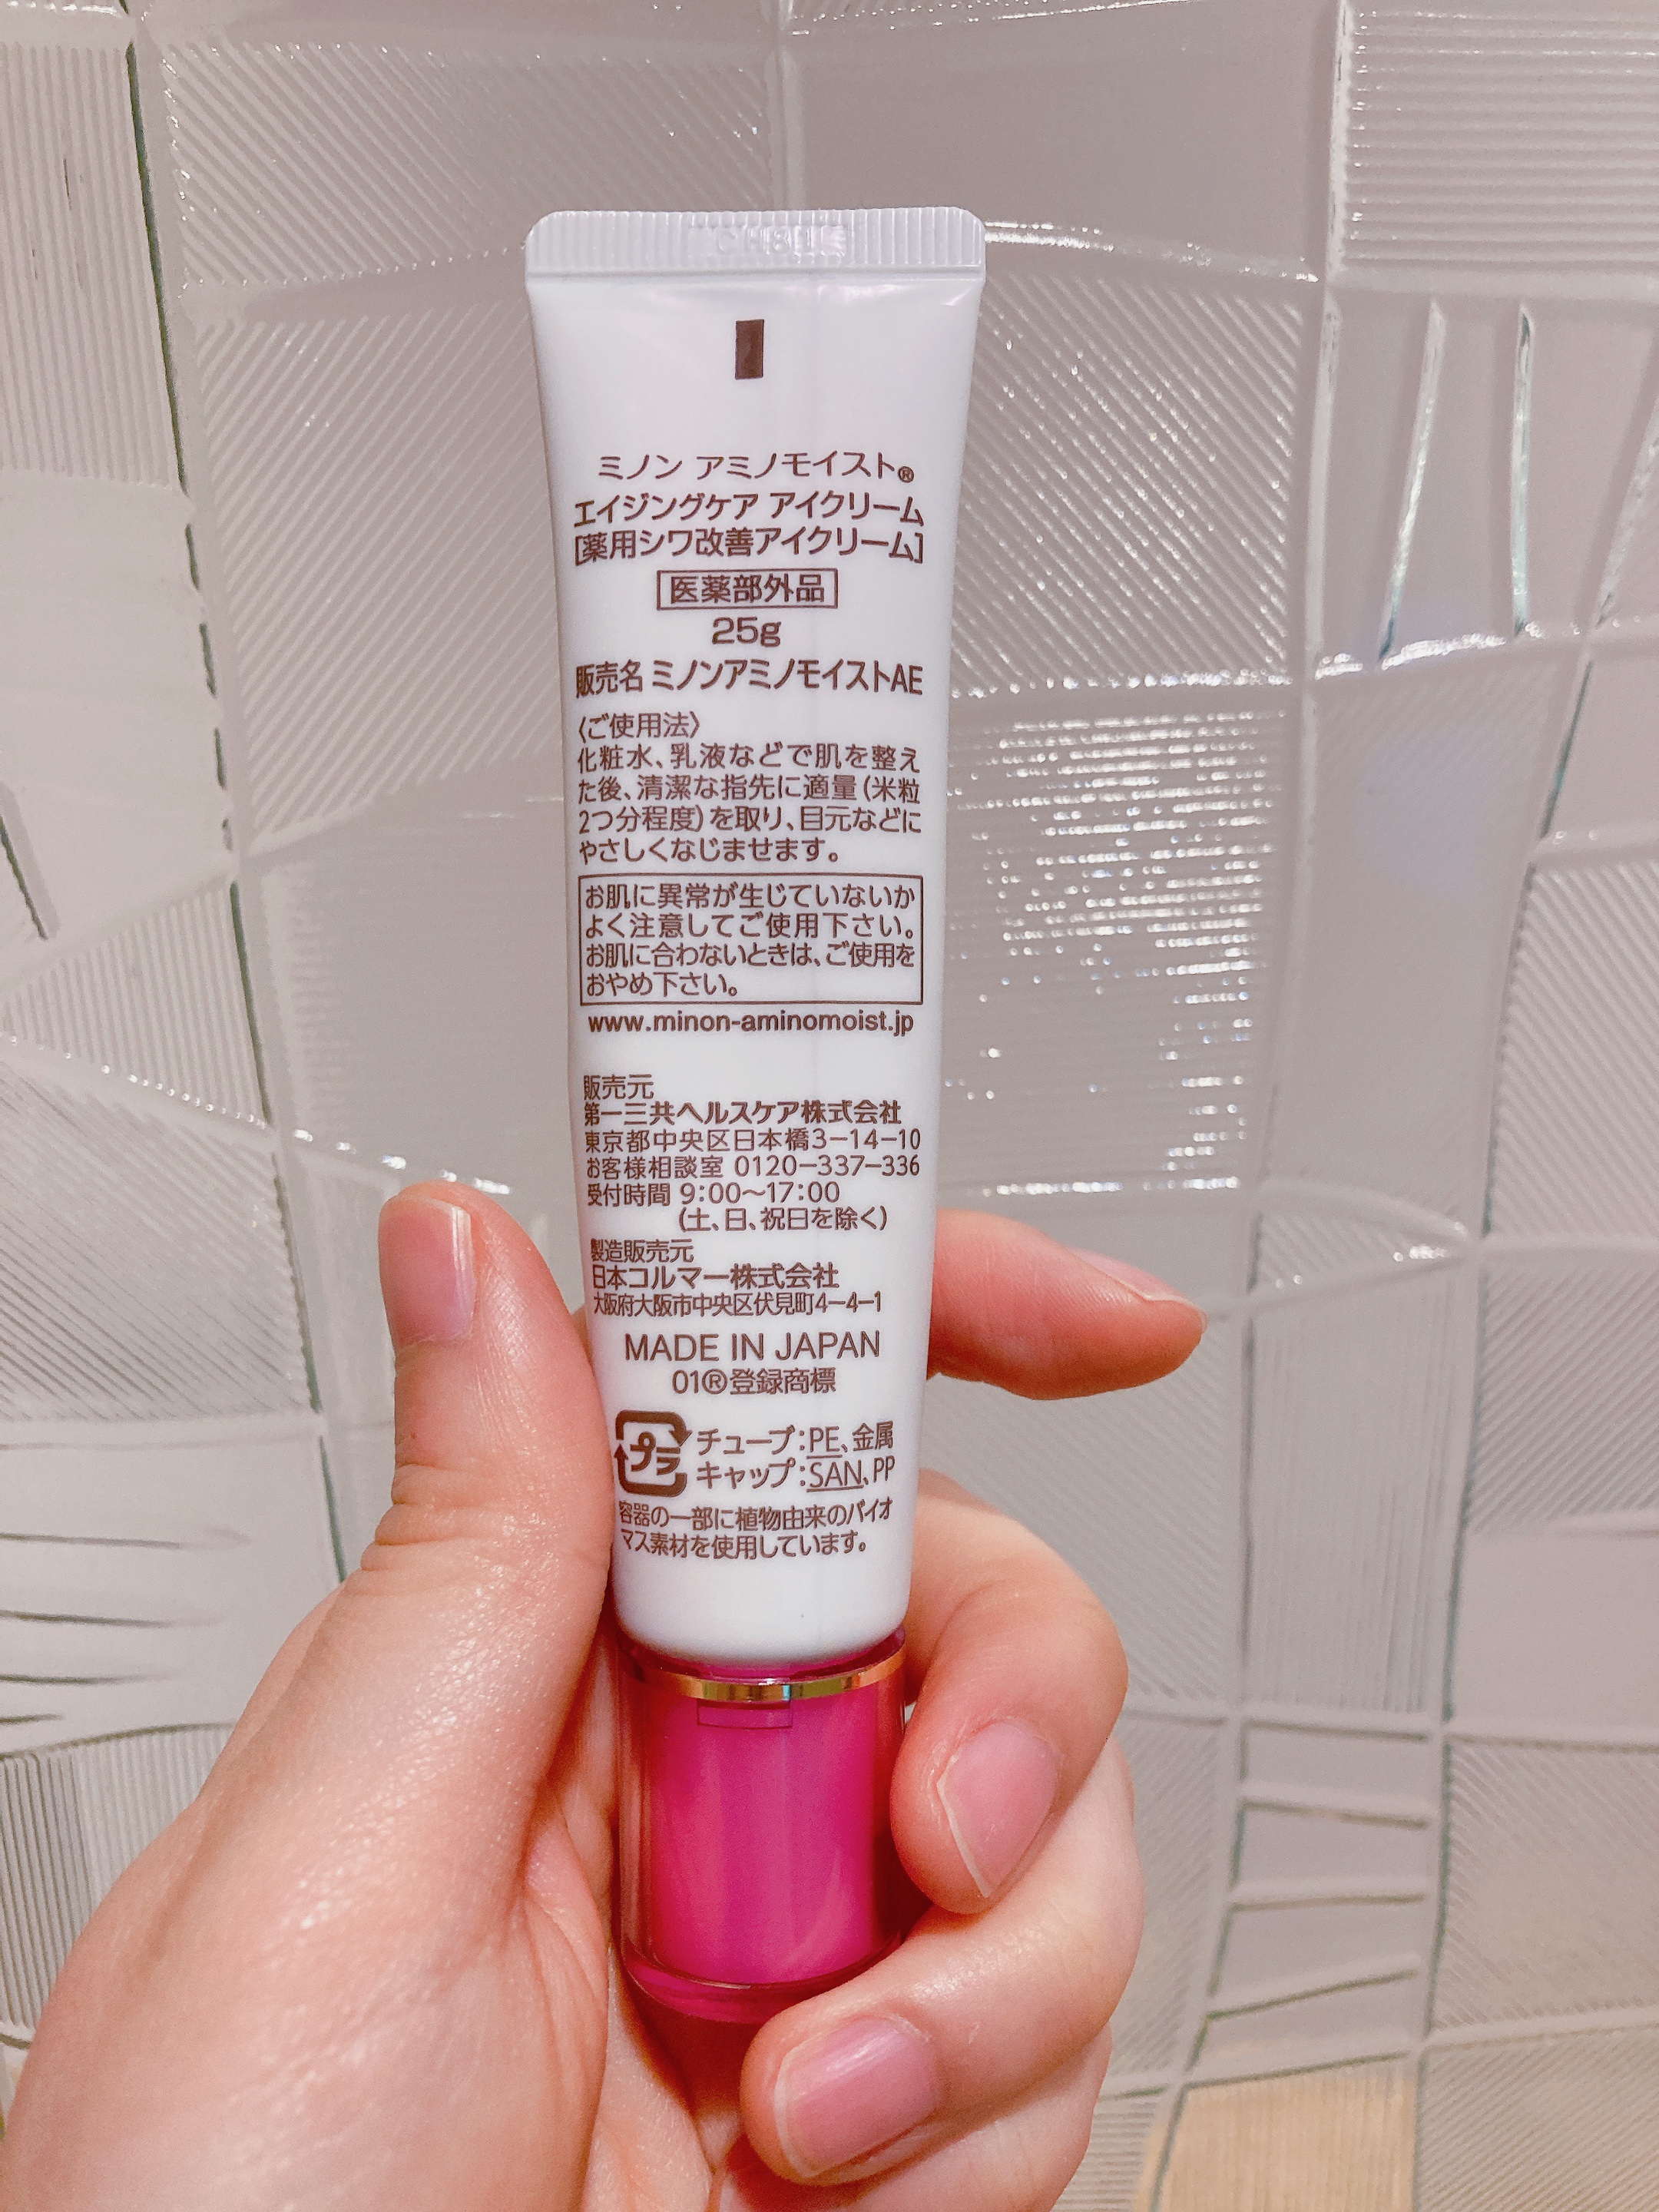 ミノン アミノモイスト®
エイジングケア アイクリーム
[薬用シワ改善アイクリーム]
医薬部外品
25g
販売名 ミノンアミノモイストAE
〈ご使用法〉
化粧水、乳液などで肌を整え
た後、清潔な指先に適量(米粒
2つ分程度)を取り、目元などに
やさしくなじませます。
お肌に異常が生じていないか
よく注意してご使用下さい。
お肌に合わないときは、ご使用を
おやめ下さい。
www.minon-aminomoist.jp
販売元
第一三共ヘルスケア株式会社
東京都中央区日本橋3-14-10
お客様相談室 0120-337-336
受付時間 9:00〜17:00
(土、日、祝日を除く)
製造販売元
日本コルマー株式会社
大阪府大阪市中央区伏見町4-4-1
MADE IN JAPAN
01®登録商標
プラ チューブ:PE、金属
キャップ:SAN、PP
容器の一部に植物由来のバイオ
マス素材を使用しています。